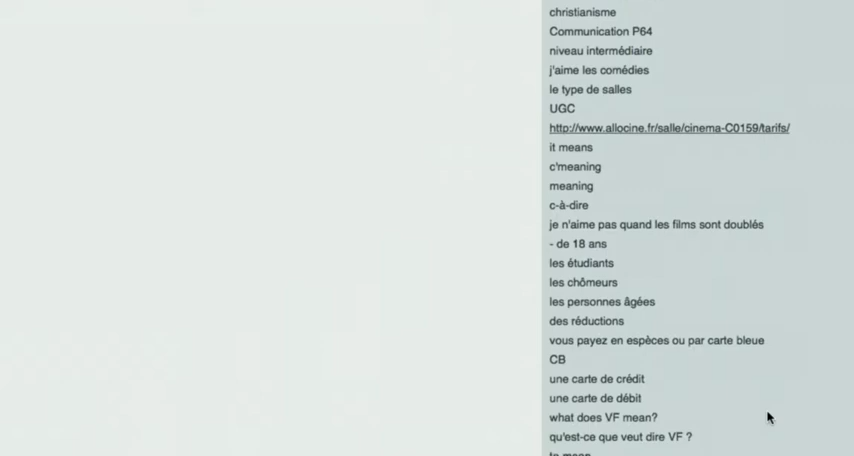 christianisme
Communication P64
niveau intermédiaire
j'aime les comédies
le type de salles
UGC
http://www.allocine.fr/salle/cinema-C0159/tarifs/
it means
c'meaning
meaning
c-à-dire
je n'aime pas quand les films sont doublés
- de 18 ans
les étudiants
les chômeurs
les personnes âgées
des réductions
vous payez en espèces ou par carte bleue
CB
une carte de crédit
une carte de débit
what does VF mean?
qu'est-ce que veut dire VF ?
to mean